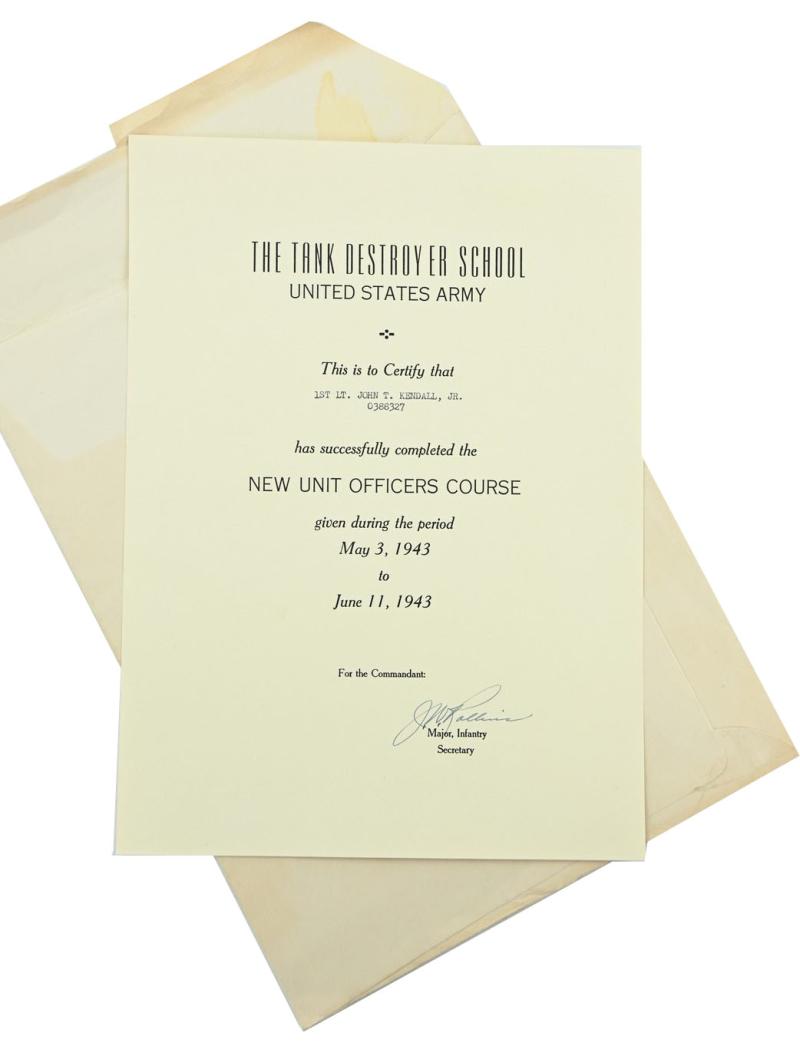 THE TANK DESTROYER SCHOOL
UNITED STATES ARMY
This is to Certify that
1ST LT. JOHN T. KENDALL, JR.
0388327
has successfully completed the
NEW UNIT OFFICERS COURSE
given during the period
May 3, 1943
to
June 11, 1943
For the Commandant:
J.W. Rollins
Major, Infantry
Secretary